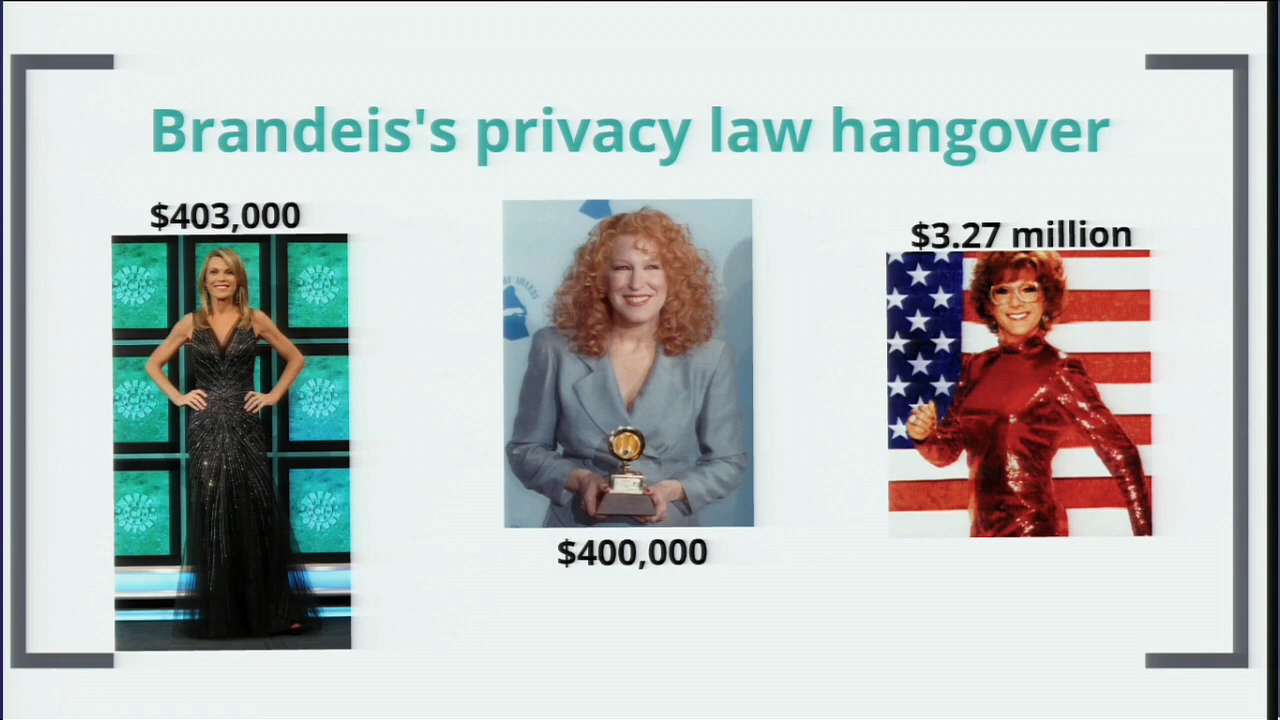 Brandeis's privacy law hangover
$403,000
$3.27 million
$400,000